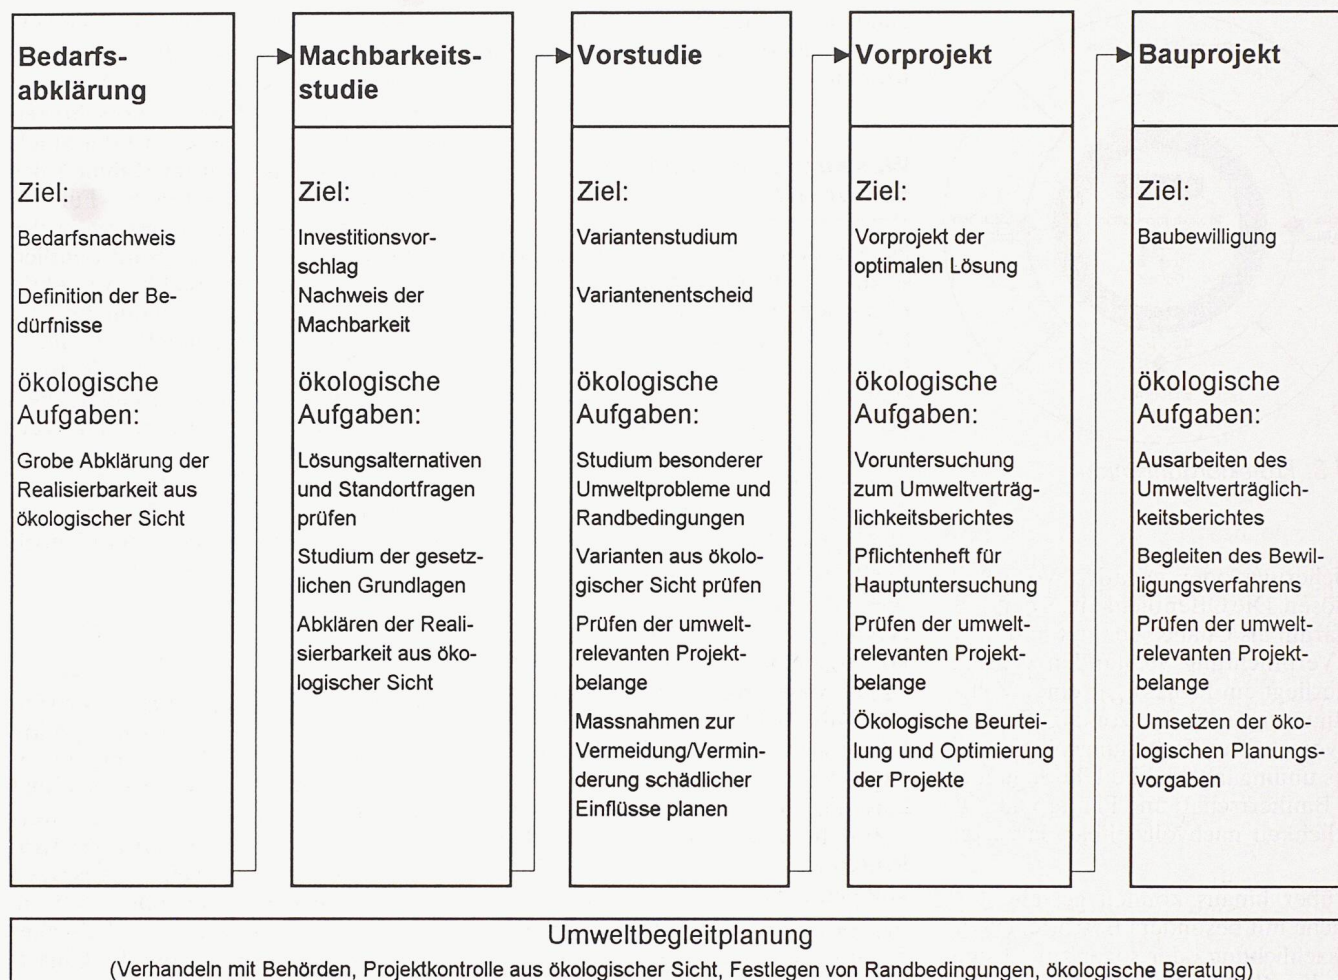 Bedarfs-
abklärung
Ziel:
Bedarfsnachweis
Definition der Be-
dürfnisse
ökologische
Aufgaben:
Grobe Abklärung der
Realisierbarkeit aus
ökologischer Sicht
Machbarkeits-
studie
Ziel:
Investitionsvor-
schlag
Nachweis der
Machbarkeit
ökologische
Aufgaben:
Lösungsalternativen
und Standortfragen
prüfen
Studium der gesetz-
lichen Grundlagen
Abklären der Reali-
sierbarkeit aus öko-
logischer Sicht
Vorstudie
Ziel:
Variantenstudium
Variantenentscheid
ökologische
Aufgaben:
Studium besonderer
Umweltprobleme und
Randbedingungen
Varianten aus ökolo-
gischer Sicht prüfen
Prüfen der umwelt-
relevanten Projekt-
belange
Massnahmen zur
Vermeidung/Vermin-
derung schädlicher
Einflüsse planen
Vorprojekt
Ziel:
Vorprojekt der
optimalen Lösung
ökologische
Aufgaben:
Voruntersuchung
zum Umweltverträg-
lichkeitsberichtes
Pflichtenheft für
Hauptuntersuchung
Prüfen der umwelt-
relevanten Projekt-
belange
Ökologische Beurtei-
lung und Optimierung
der Projekte
Bauprojekt
Ziel:
Baubewilligung
ökologische
Aufgaben:
Ausarbeiten des
Umweltverträglich-
keitsberichtes
Begleiten des Bewil-
ligungsverfahrens
Prüfen der umwelt-
relevanten Projekt-
belange
Umsetzen der öko-
logischen Planungs-
vorgaben
Umweltbegleitplanung
(Verhandeln mit Behörden, Projektkontrolle aus ökologischer Sicht, Festlegen von Randbedingungen, ökologische Beratung)